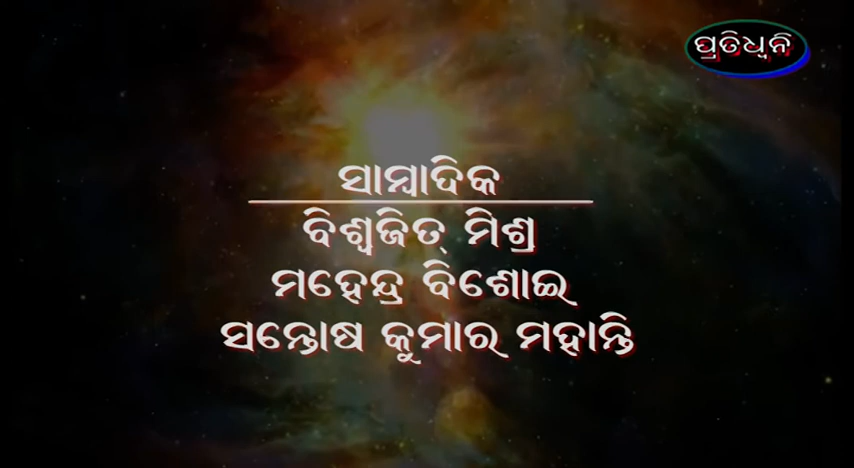 ପ୍ରତିଧ୍ୱନି
ସାମ୍ବାଦିକ
ବିଶ୍ୱଜିତ୍ ମିଶ୍ର
ମହେନ୍ଦ୍ର ବିଶୋଇ
ସନ୍ତୋଷ କୁମାର ମହାନ୍ତି